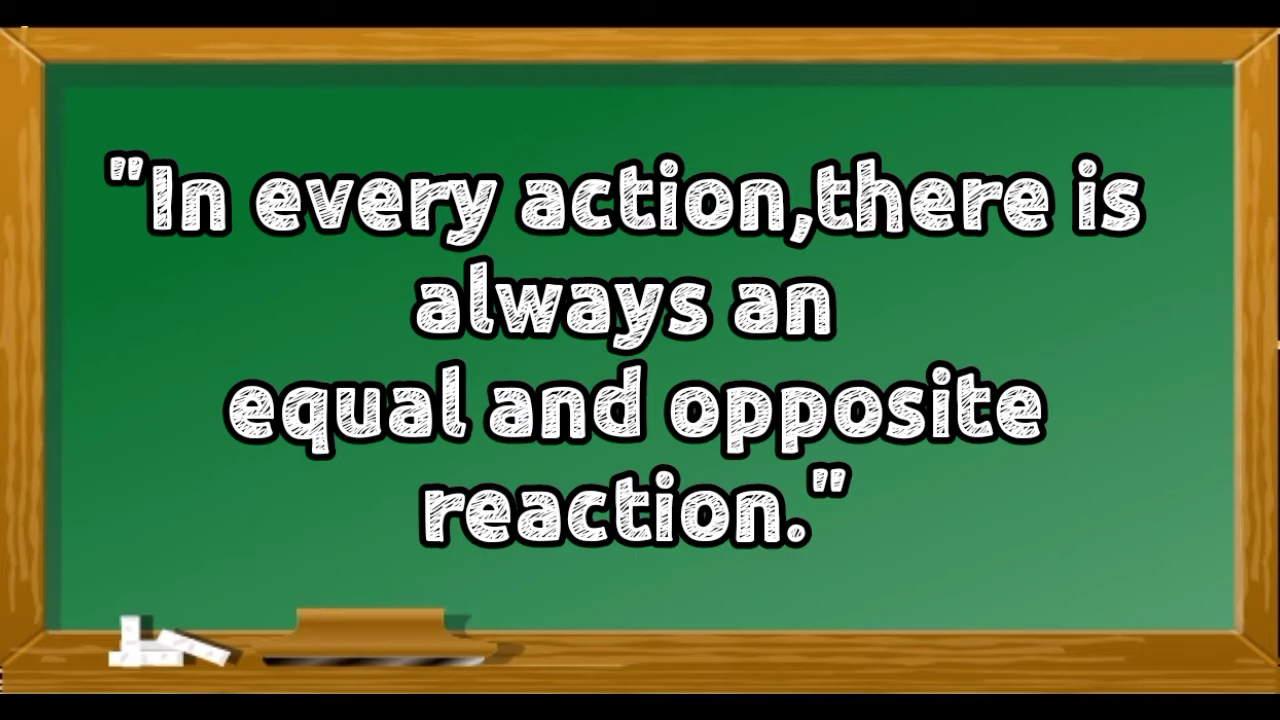 "In every action,there is
always an
equal and opposite
reaction."